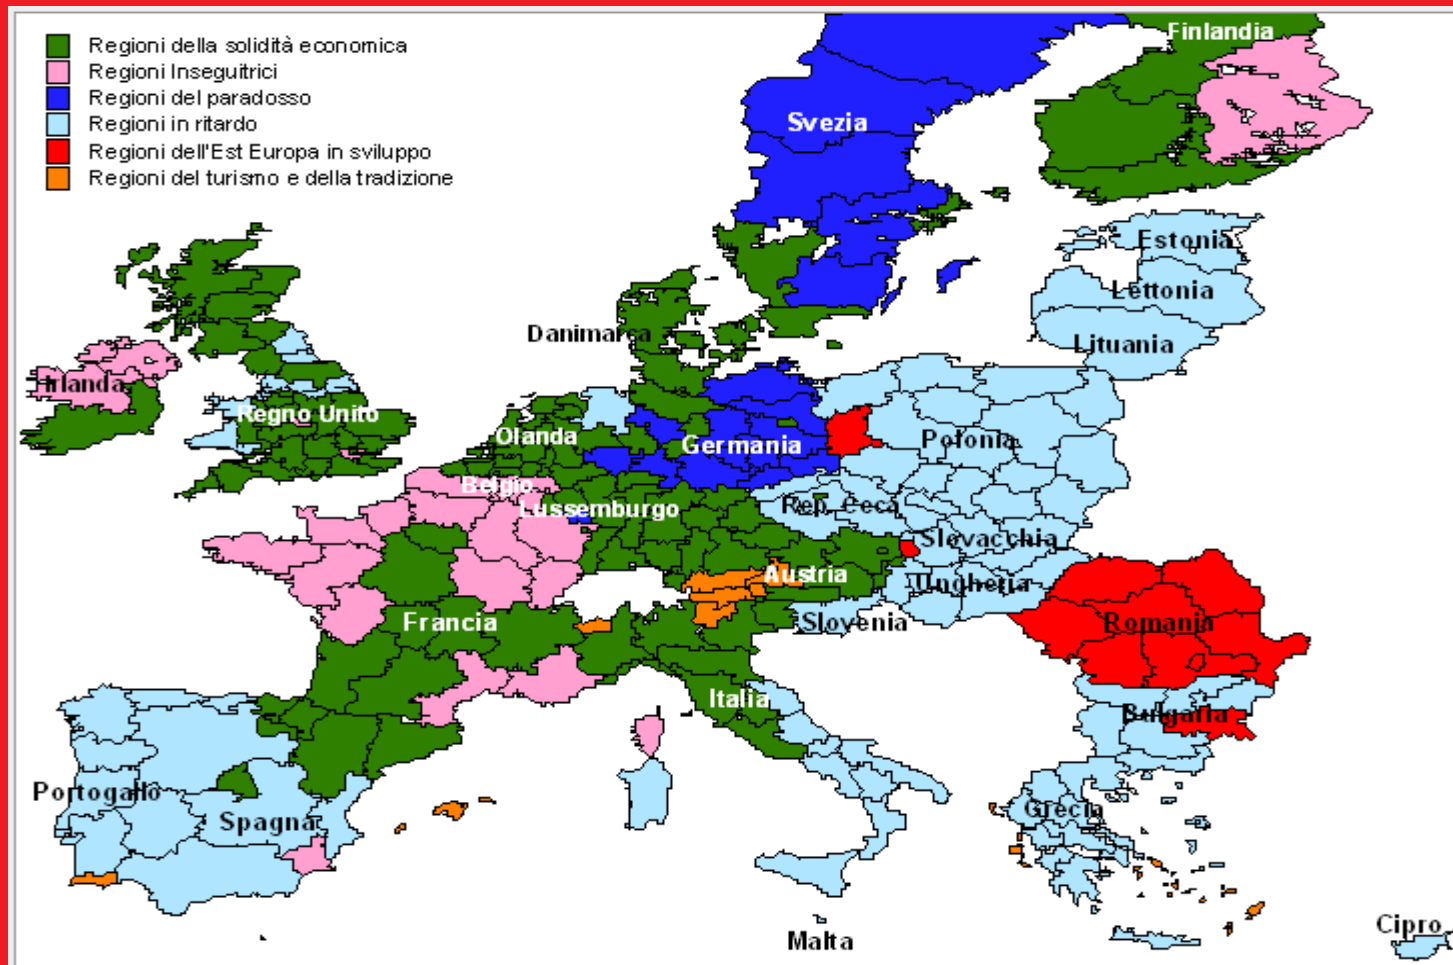 Regioni della solidità economica
Regioni Inseguitrici
Regioni del paradosso
Regioni in ritardo
Regioni dell'Est Europa in sviluppo
Regioni del turismo e della tradizione
Finlandia
Svezia
Estonia
Lettonia
Lituania
Danimarca
Irlanda
Regno Unito
Olanda
Germania
Polonia
Belgio
Lussemburgo
Rep. Ceca
Slovacchia
Austria
Ungheria
Francia
Slovenia
Romania
Italia
Bulgaria
Portogallo
Spagna
Grecia
Malta
Cipro